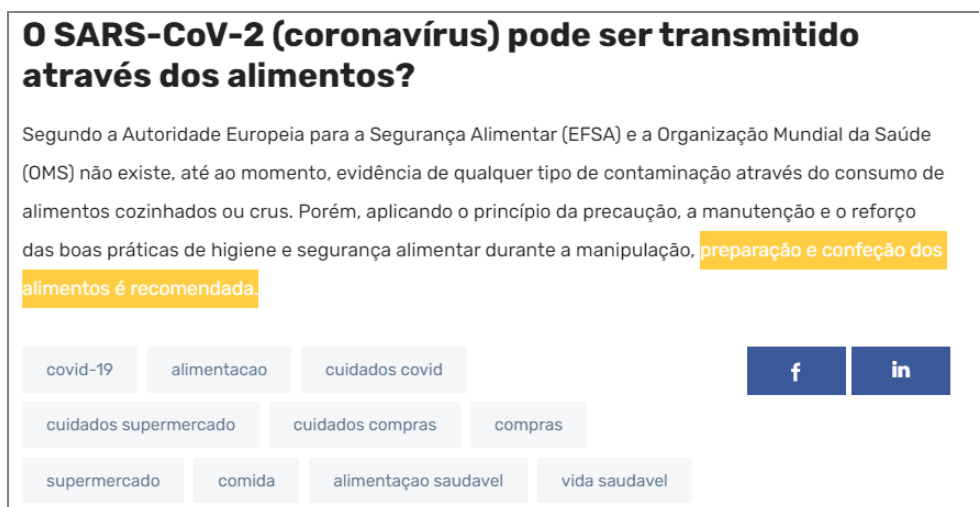 O SARS-CoV-2 (coronavírus) pode ser transmitido
através dos alimentos?
Segundo a Autoridade Europeia para a Segurança Alimentar (EFSA) e a Organização Mundial da Saúde
(OMS) não existe, até ao momento, evidência de qualquer tipo de contaminação através do consumo de
alimentos cozinhados ou crus. Porém, aplicando o princípio da precaução, a manutenção e o reforço
das boas práticas de higiene e segurança alimentar durante a manipulação, preparação e confeção dos
alimentos é recomendada.
covid-19 alimentacao cuidados covid f in
cuidados supermercado cuidados compras compras
supermercado comida alimentaçao saudavel vida saudavel